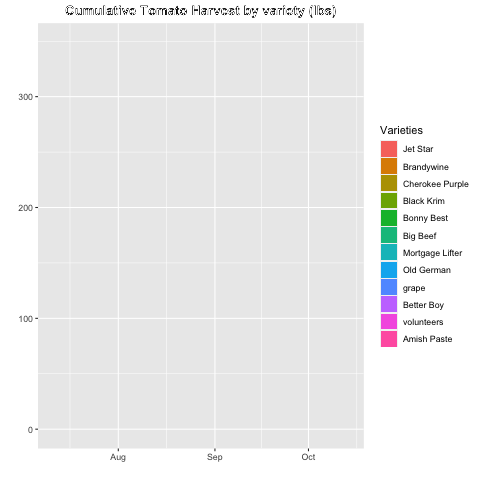 Cumulative Tomato Harvest by variety (lbs)
300
200
100
0
Aug Sep Oct
Varieties
Jet Star
Brandywine
Cherokee Purple
Black Krim
Bonny Best
Big Beef
Mortgage Lifter
Old German
grape
Better Boy
volunteers
Amish Paste